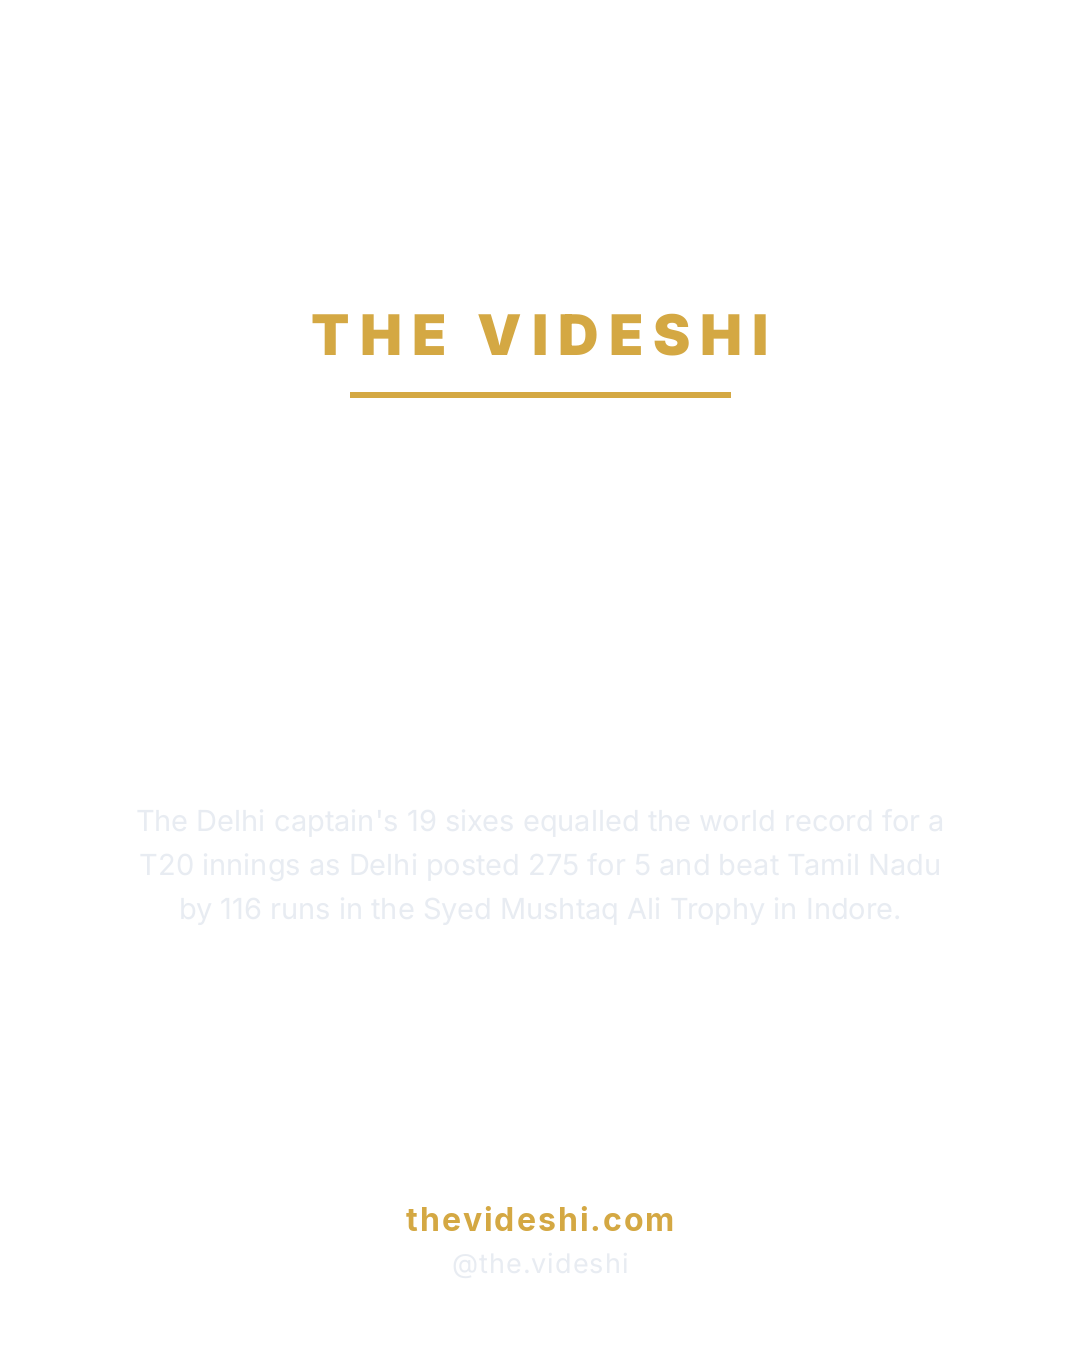 THE VIDESHI
The Delhi captain's 19 sixes equalled the world record for a
T20 innings as Delhi posted 275 for 5 and beat Tamil Nadu
by 116 runs in the Syed Mushtaq Ali Trophy in Indore.
thevideshi.com
@the.videshi